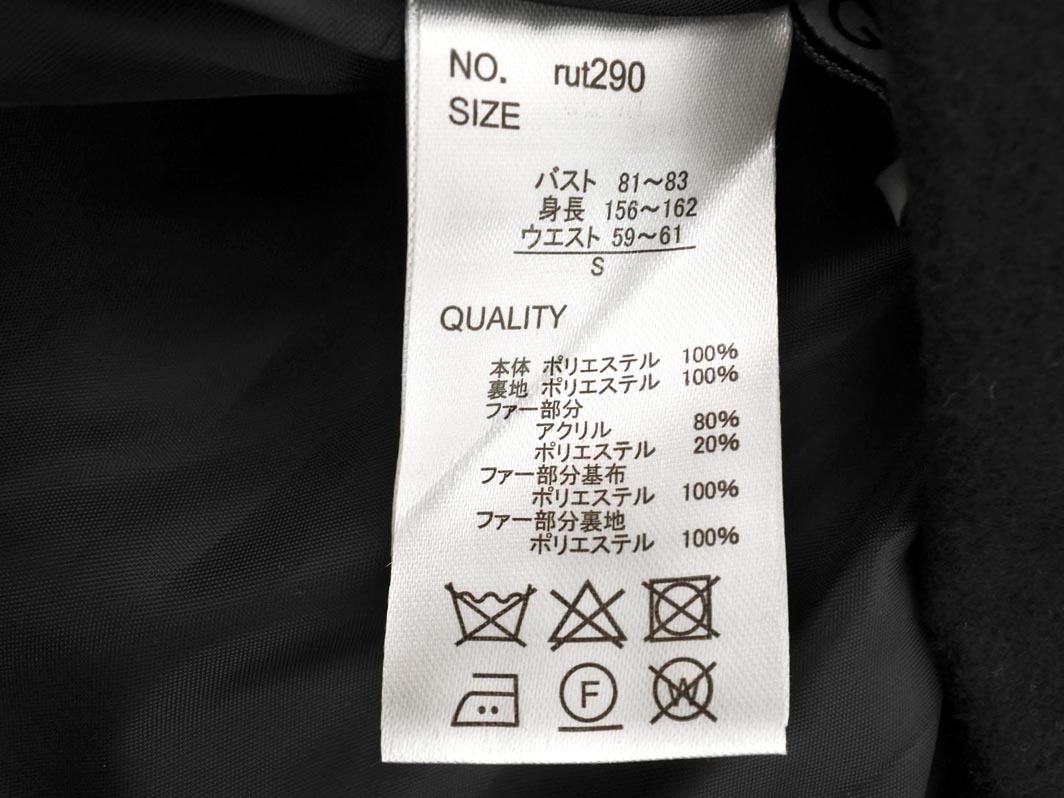 NO. rut290
SIZE
バスト 81～83
身長 156～162
ウエスト 59～61
S
QUALITY
本体 ポリエステル 100%
裏地 ポリエステル 100%
ファー部分
アクリル 80%
ポリエステル 20%
ファー部分基布
ポリエステル 100%
ファー部分裏地
ポリエステル 100%
F W
G